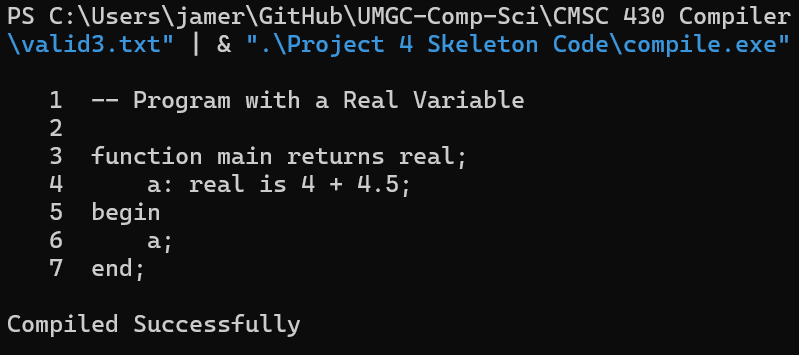 PS C:\Users\jamer\GitHub\UMGC-Comp-Sci\CMSC 430 Compiler
\valid3.txt" | & ".\Project 4 Skeleton Code\compile.exe"
   1  -- Program with a Real Variable
   2
   3  function main returns real;
   4      a: real is 4 + 4.5;
   5  begin
   6      a;
   7  end;
Compiled Successfully